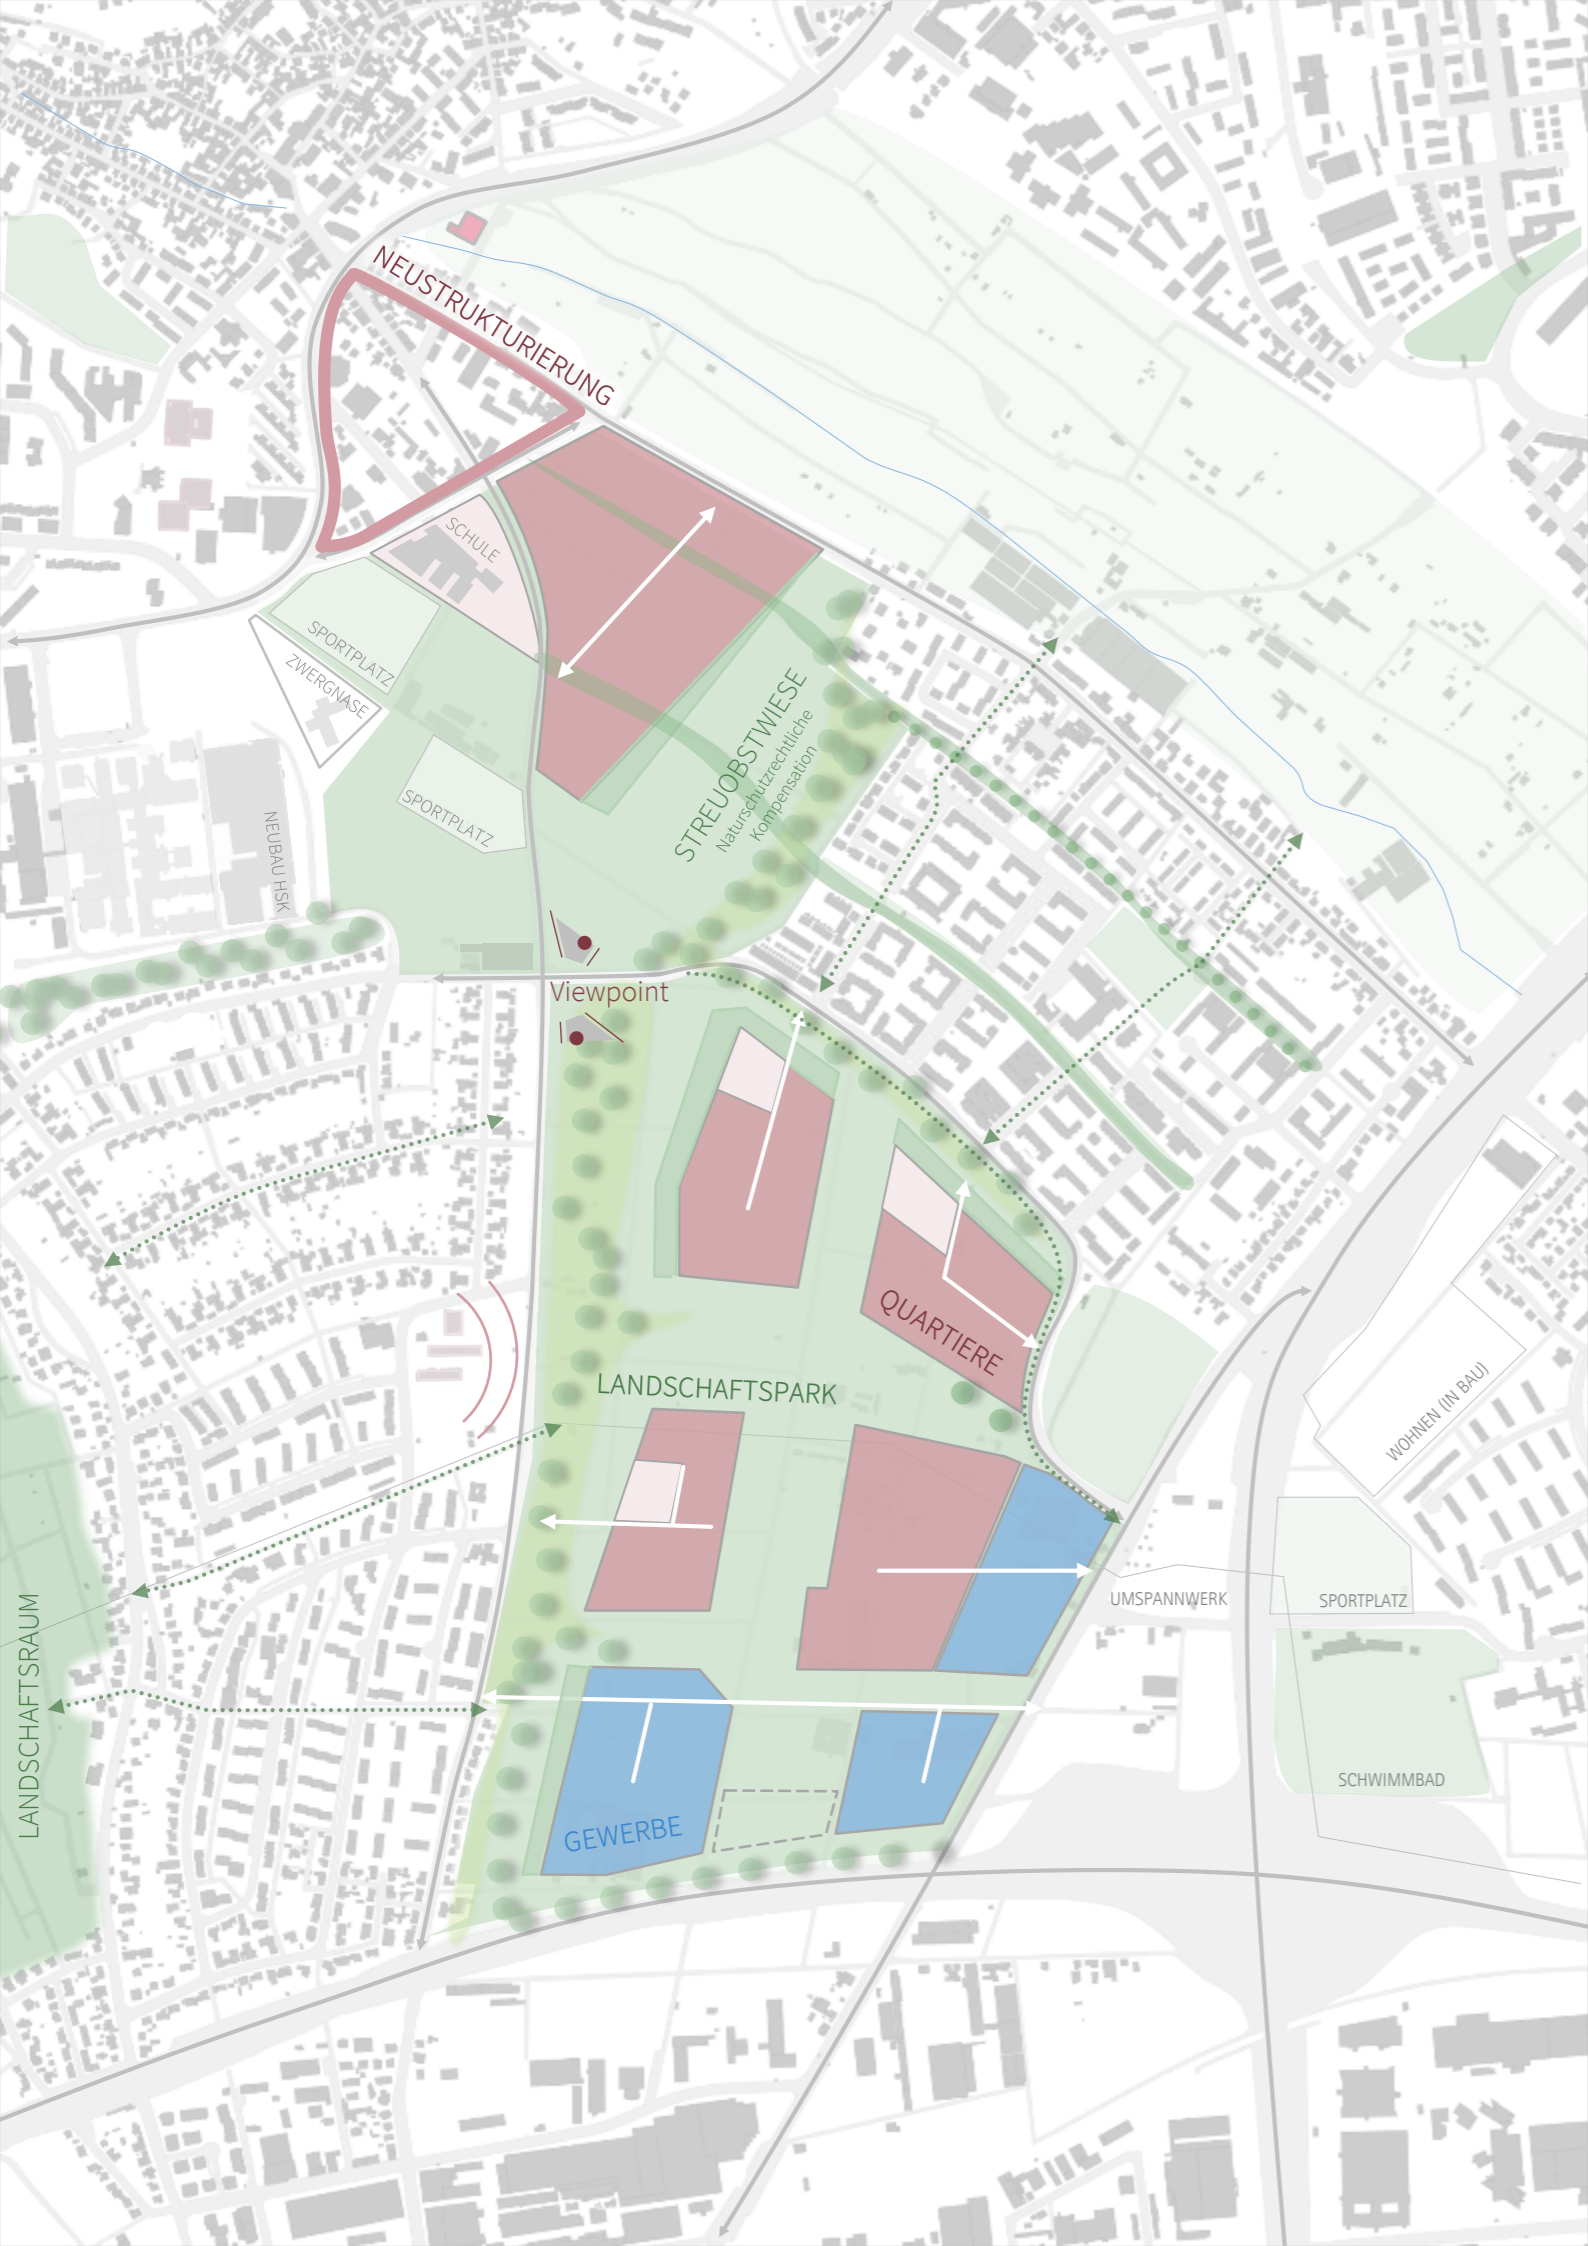 NEUSTRUKTURIERUNG
SCHULE
SPORTPLATZ
ZWERGNASE
STREUOBSTWIESE
Naturschutzrechtliche
Kompensation
SPORTPLATZ
NEUBAU HSK
Viewpoint
QUARTIERE
LANDSCHAFTSPARK
WOHNEN (IN BAU)
UMSPANNWERK
SPORTPLATZ
LANDSCHAFTSRAUM
SCHWIMMBAD
GEWERBE